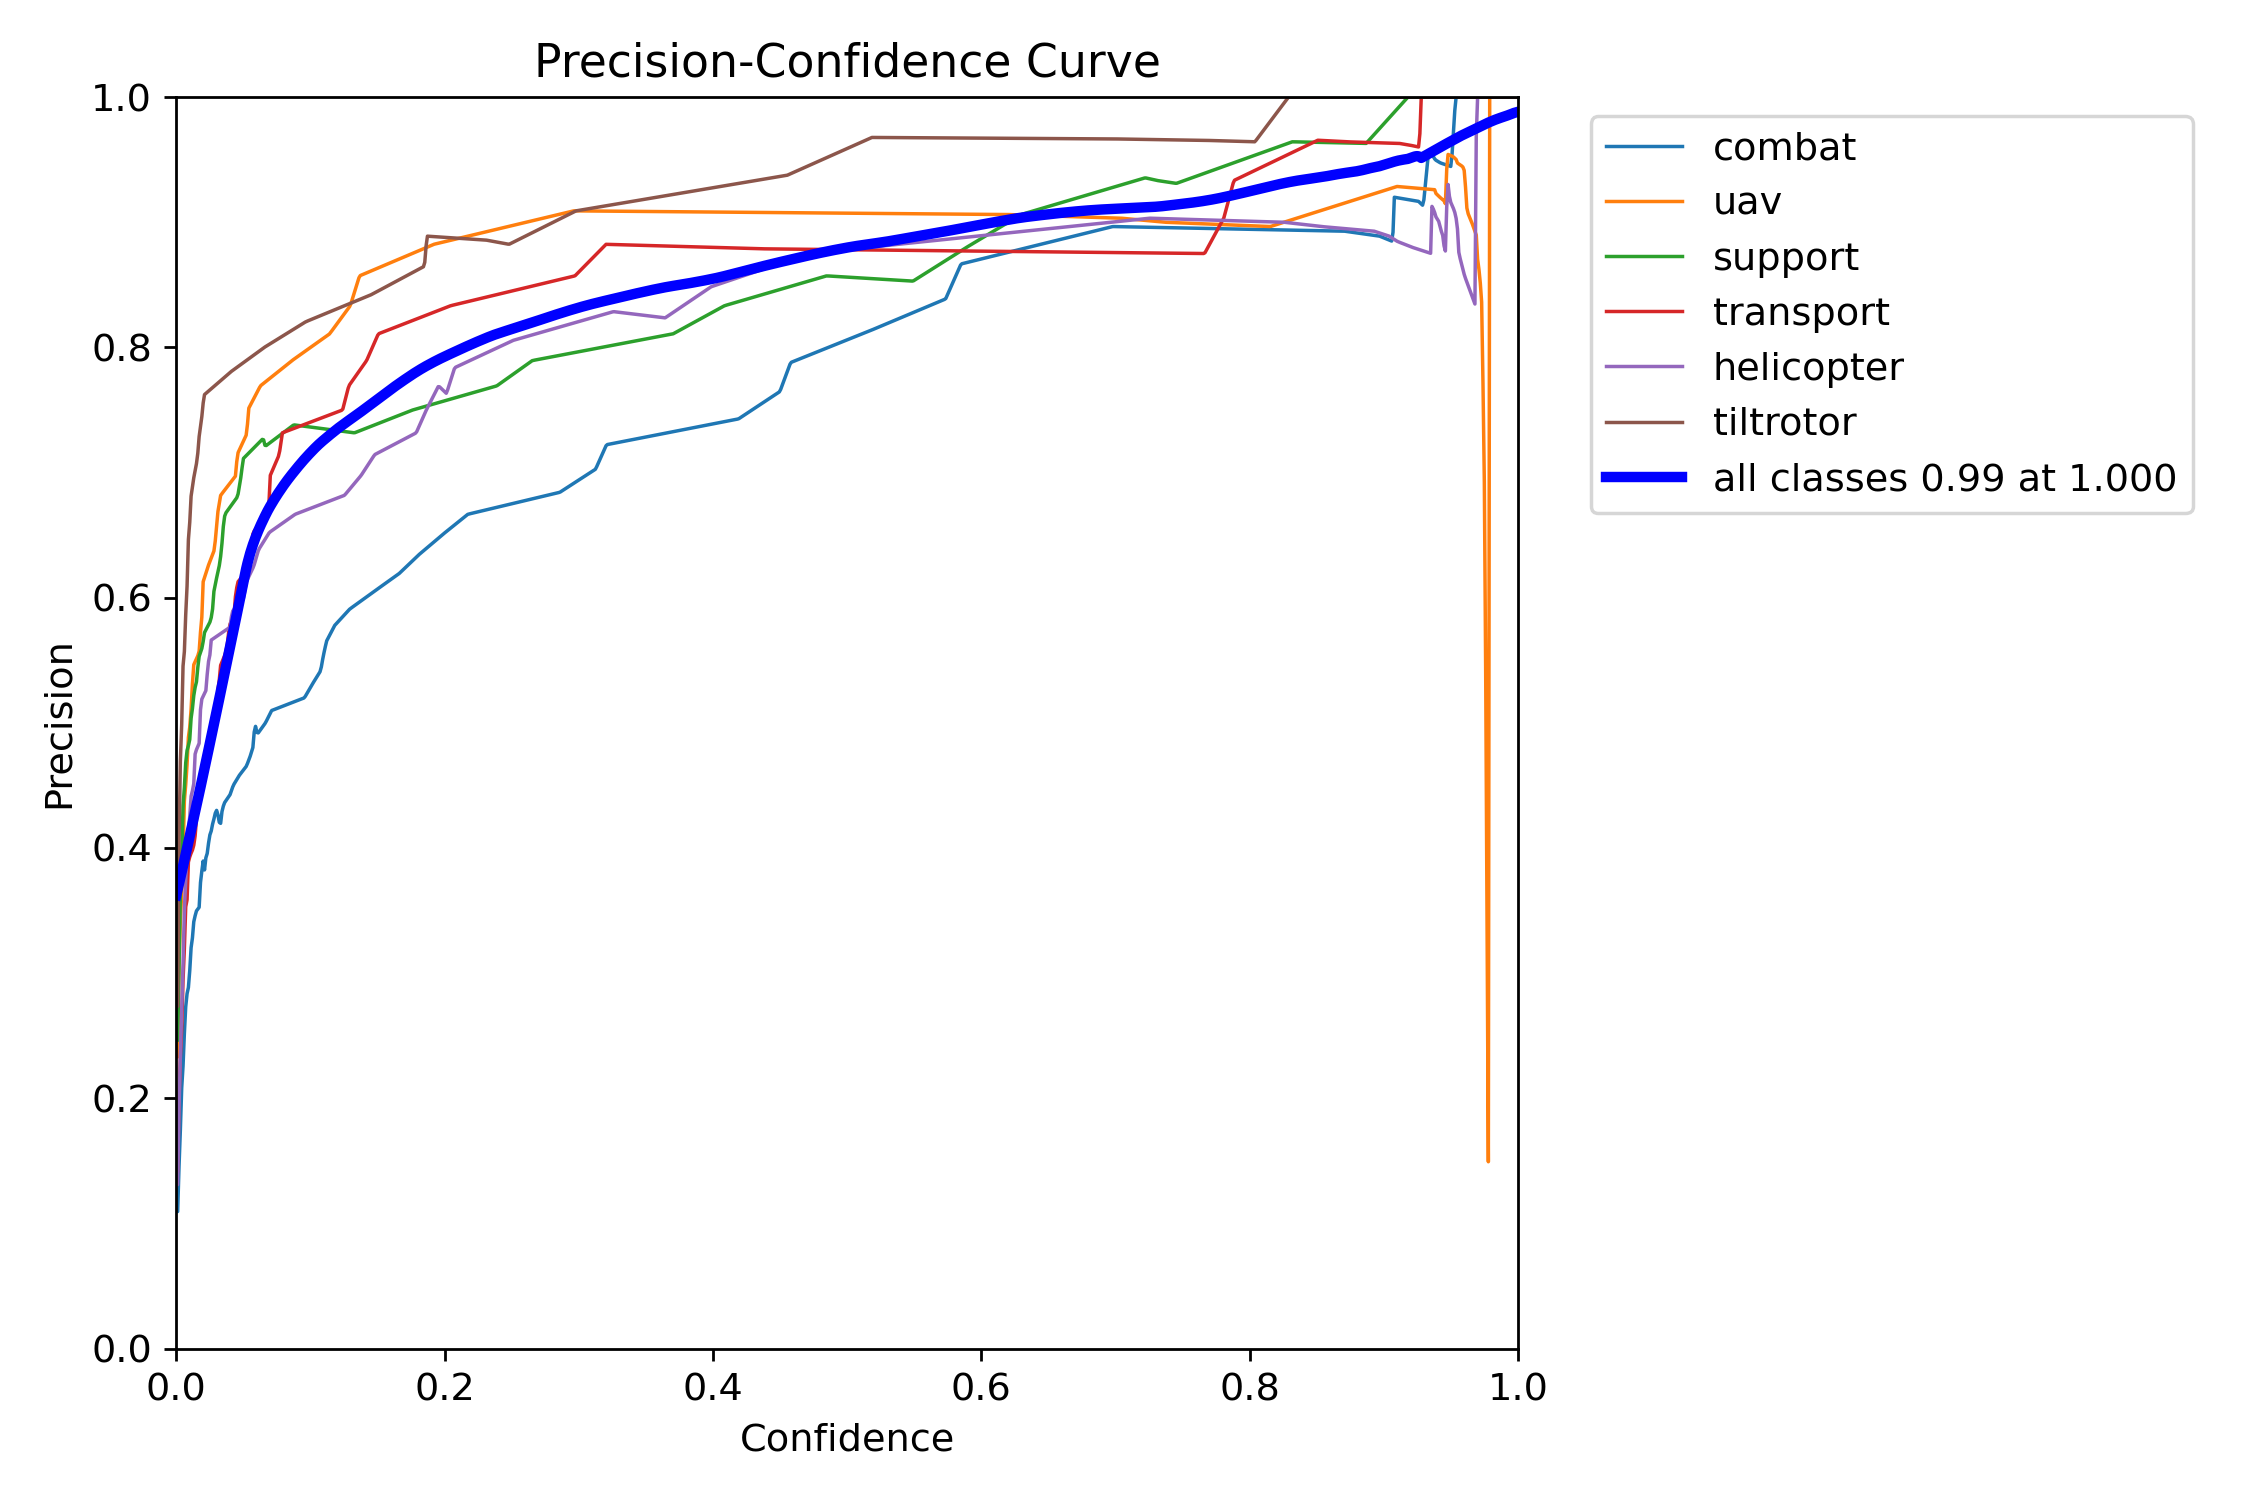 Precision-Confidence Curve
1.0
0.8
0.6
0.4
0.2
0.0
Precision
0.0 0.2 0.4 0.6 0.8 1.0
Confidence
combat
uav
support
transport
helicopter
tiltrotor
all classes 0.99 at 1.000